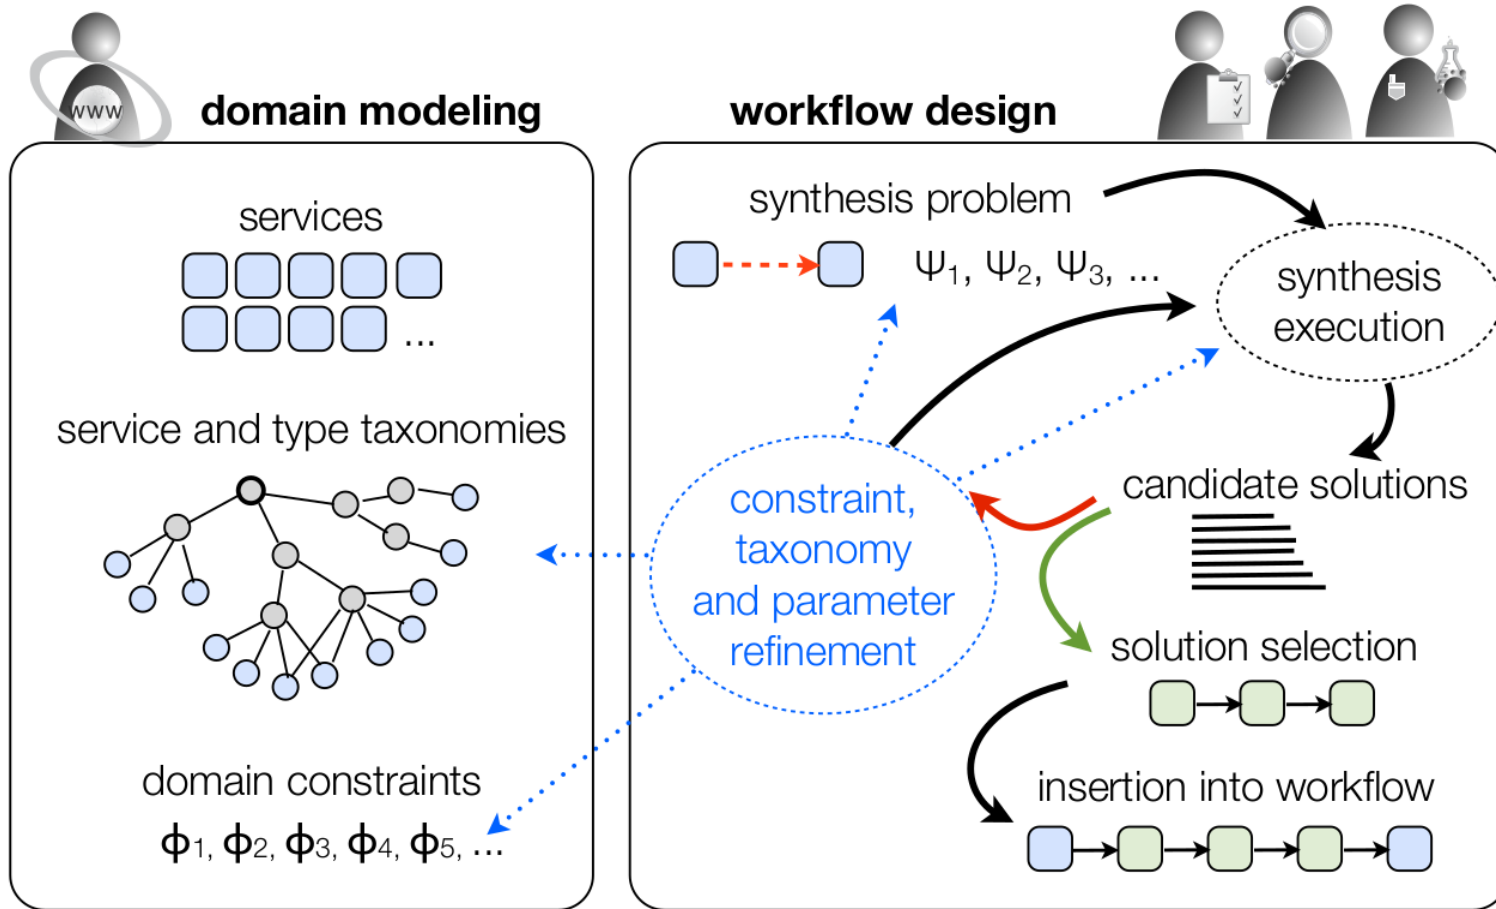 www
domain modeling
services
...
service and type taxonomies
domain constraints
ϕ1, ϕ2, ϕ3, ϕ4, ϕ5, ...
workflow design
synthesis problem
Ψ1, Ψ2, Ψ3, ...
synthesis
execution
constraint,
taxonomy
and parameter
refinement
candidate solutions
solution selection
insertion into workflow